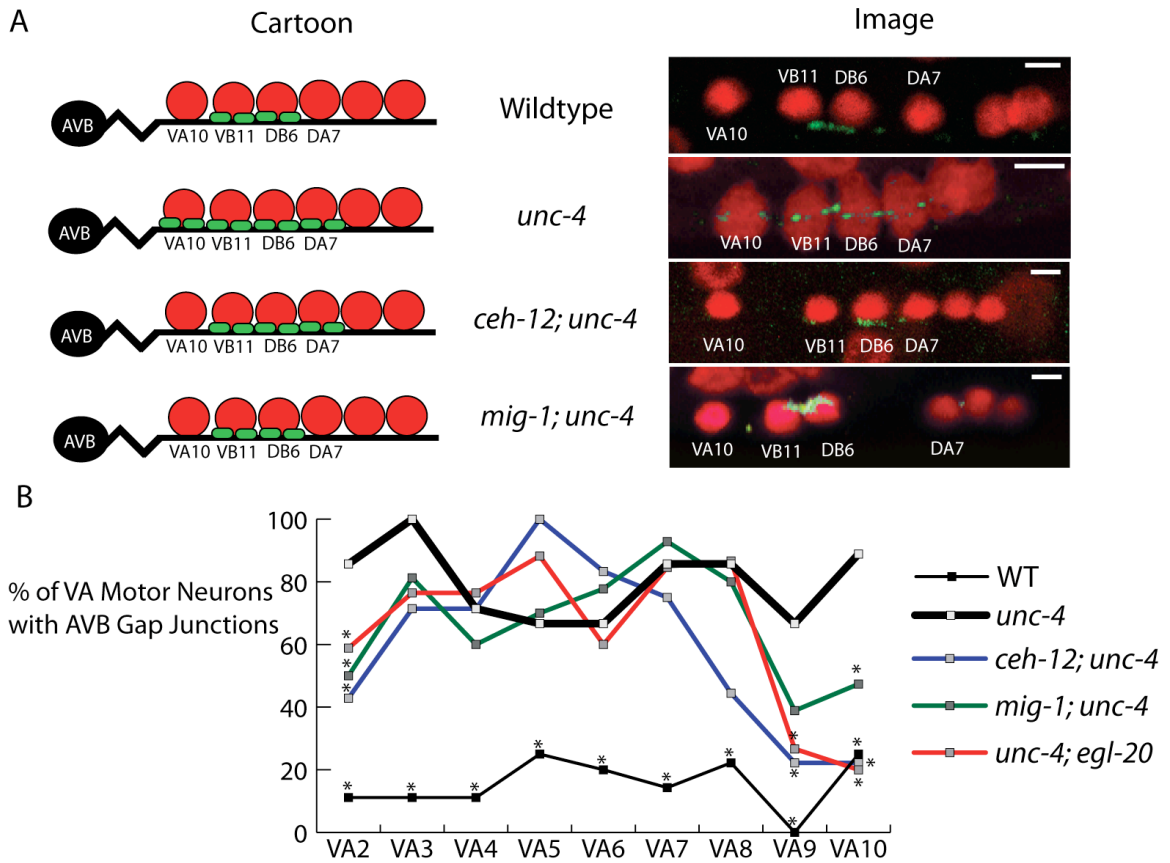 A
Cartoon
Image
AVB
VA10 VB11 DB6 DA7
Wildtype
VA10 VB11 DB6 DA7
AVB
VA10 VB11 DB6 DA7
unc-4
VA10 VB11 DB6 DA7
AVB
VA10 VB11 DB6 DA7
ceh-12; unc-4
VA10 VB11 DB6 DA7
AVB
VA10 VB11 DB6 DA7
mig-1; unc-4
VA10 VB11 DB6 DA7
B
% of VA Motor Neurons
with AVB Gap Junctions
100
80
60
40
20
0
* * * * * * * * * * * * * * * * *
VA2 VA3 VA4 VA5 VA6 VA7 VA8 VA9 VA10
WT
unc-4
ceh-12; unc-4
mig-1; unc-4
unc-4; egl-20